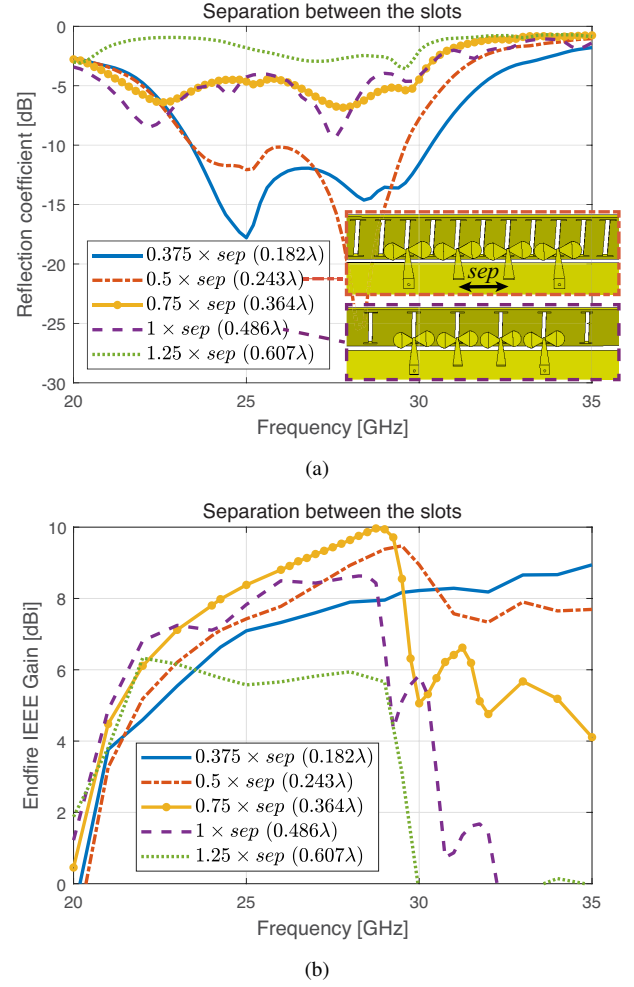 Separation between the slots
0
-5
-10
-15
-20
-25
-30
Reflection coefficient [dB]
0.375 × sep (0.182λ)
0.5 × sep (0.243λ)
0.75 × sep (0.364λ)
1 × sep (0.486λ)
1.25 × sep (0.607λ)
sep
20 25 30 35
Frequency [GHz]
(a)
Separation between the slots
10
8
6
4
2
0
Endfire IEEE Gain [dBi]
0.375 × sep (0.182λ)
0.5 × sep (0.243λ)
0.75 × sep (0.364λ)
1 × sep (0.486λ)
1.25 × sep (0.607λ)
20 25 30 35
Frequency [GHz]
(b)